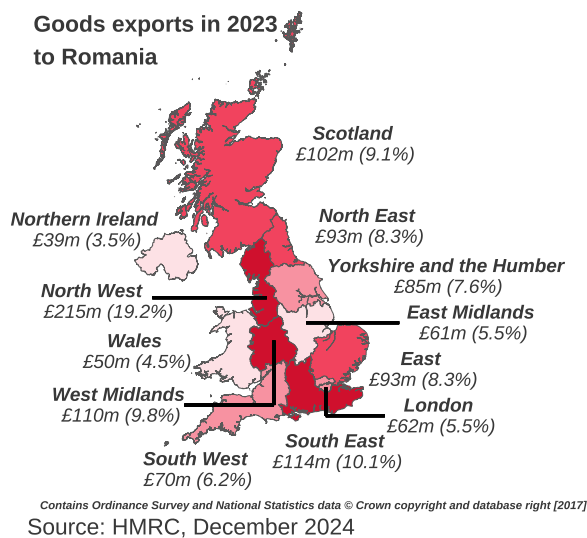 Goods exports in 2023
to Romania
Scotland
£102m (9.1%)
Northern Ireland
£39m (3.5%)
North East
£93m (8.3%)
Yorkshire and the Humber
£85m (7.6%)
North West
£215m (19.2%)
East Midlands
£61m (5.5%)
Wales
£50m (4.5%)
East
£93m (8.3%)
West Midlands
£110m (9.8%)
London
£62m (5.5%)
South East
£114m (10.1%)
South West
£70m (6.2%)
Contains Ordinance Survey and National Statistics data © Crown copyright and database right [2017]
Source: HMRC, December 2024